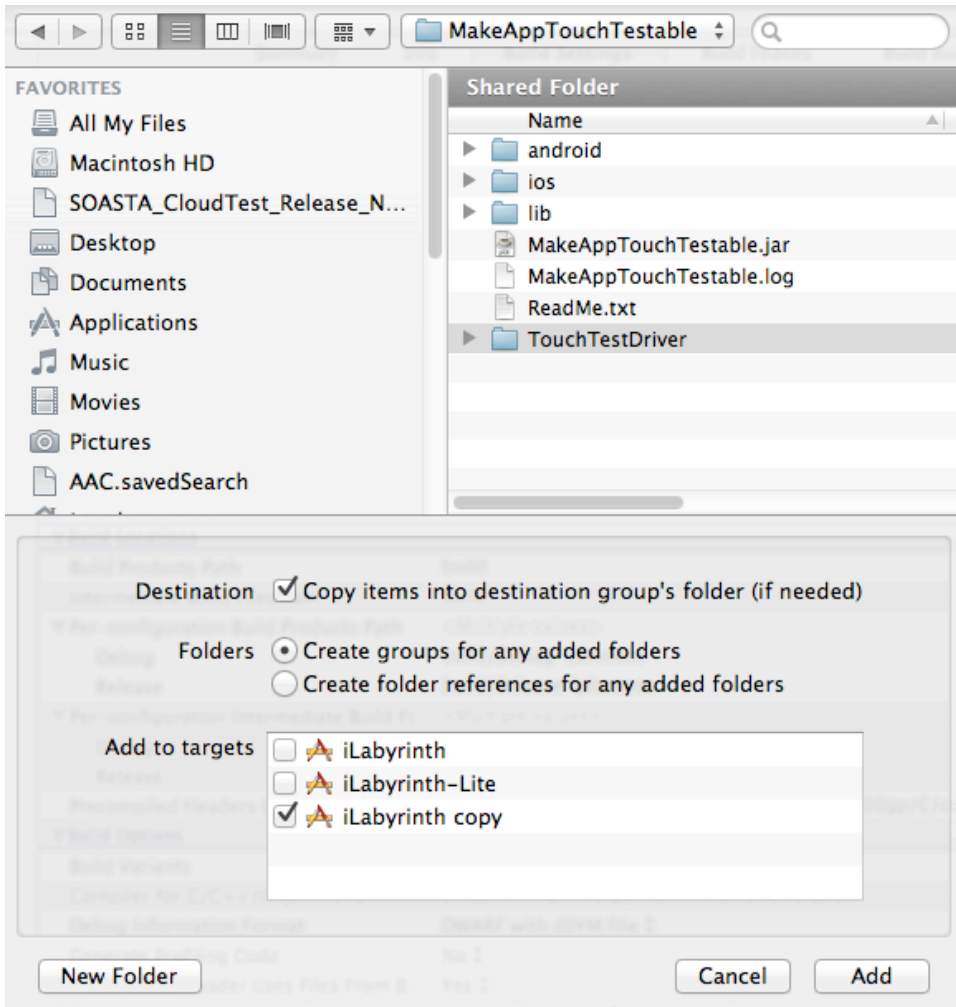 MakeAppTouchTestable
FAVORITES
All My Files
Macintosh HD
SOASTA_CloudTest_Release_N...
Desktop
Documents
Applications
Music
Movies
Pictures
AAC.savedSearch
Shared Folder
Name
android
ios
lib
MakeAppTouchTestable.jar
MakeAppTouchTestable.log
ReadMe.txt
TouchTestDriver
Destination Copy items into destination group's folder (if needed)
Folders Create groups for any added folders
Create folder references for any added folders
Add to targets iLabyrinth
iLabyrinth-Lite
iLabyrinth copy
New Folder Cancel Add